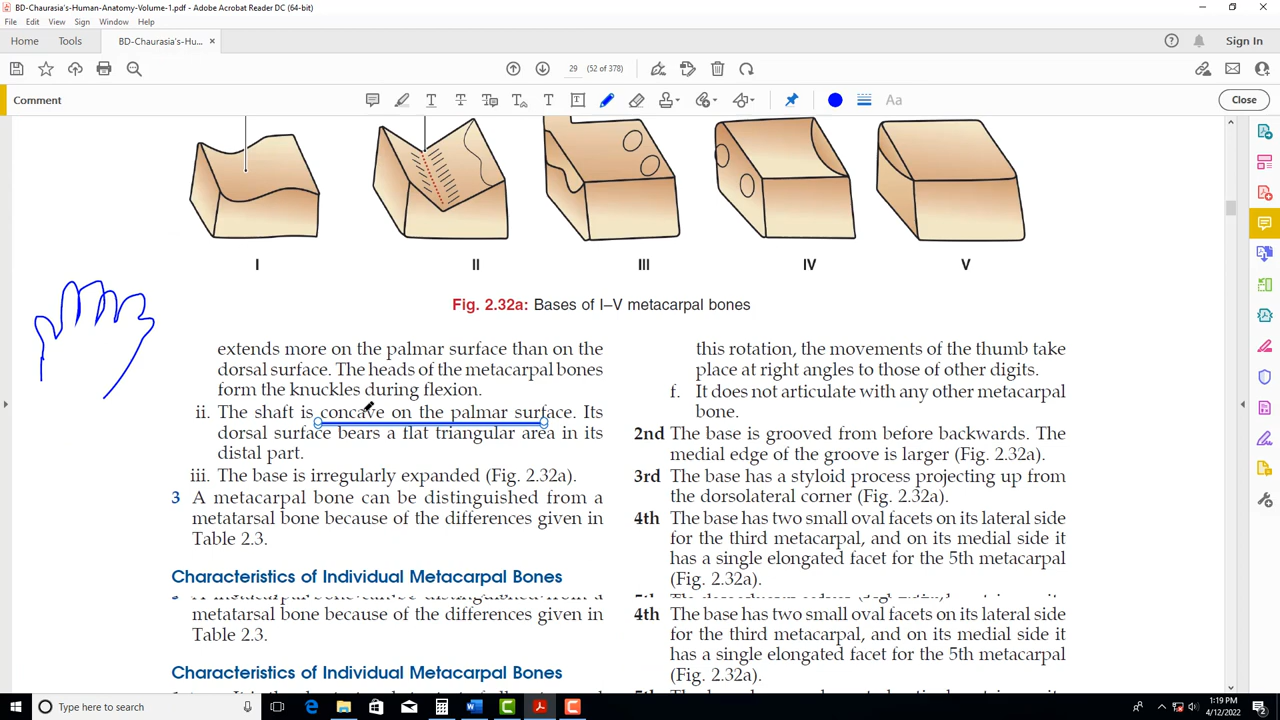 BD-Chaurasia's-Human-Anatomy-Volume-1.pdf - Adobe Acrobat Reader DC (64-bit)
File Edit View Sign Window Help
Home Tools BD-Chaurasia's-Hu... × Sign In
29 (52 of 378)
Comment Aa Close
I II III IV V
Fig. 2.32a: Bases of I–V metacarpal bones
extends more on the palmar surface than on the
dorsal surface. The heads of the metacarpal bones
form the knuckles during flexion.
ii. The shaft is concave on the palmar surface. Its
dorsal surface bears a flat triangular area in its
distal part.
iii. The base is irregularly expanded (Fig. 2.32a).
3 A metacarpal bone can be distinguished from a
metatarsal bone because of the differences given in
Table 2.3.
Characteristics of Individual Metacarpal Bones
metatarsal bone because of the differences given in
Table 2.3.
Characteristics of Individual Metacarpal Bones
this rotation, the movements of the thumb take
place at right angles to those of other digits.
f. It does not articulate with any other metacarpal
bone.
2nd The base is grooved from before backwards. The
medial edge of the groove is larger (Fig. 2.32a).
3rd The base has a styloid process projecting up from
the dorsolateral corner (Fig. 2.32a).
4th The base has two small oval facets on its lateral side
for the third metacarpal, and on its medial side it
has a single elongated facet for the 5th metacarpal
(Fig. 2.32a).
4th The base has two small oval facets on its lateral side
for the third metacarpal, and on its medial side it
has a single elongated facet for the 5th metacarpal
(Fig. 2.32a).
Type here to search
1:19 PM
4/12/2022